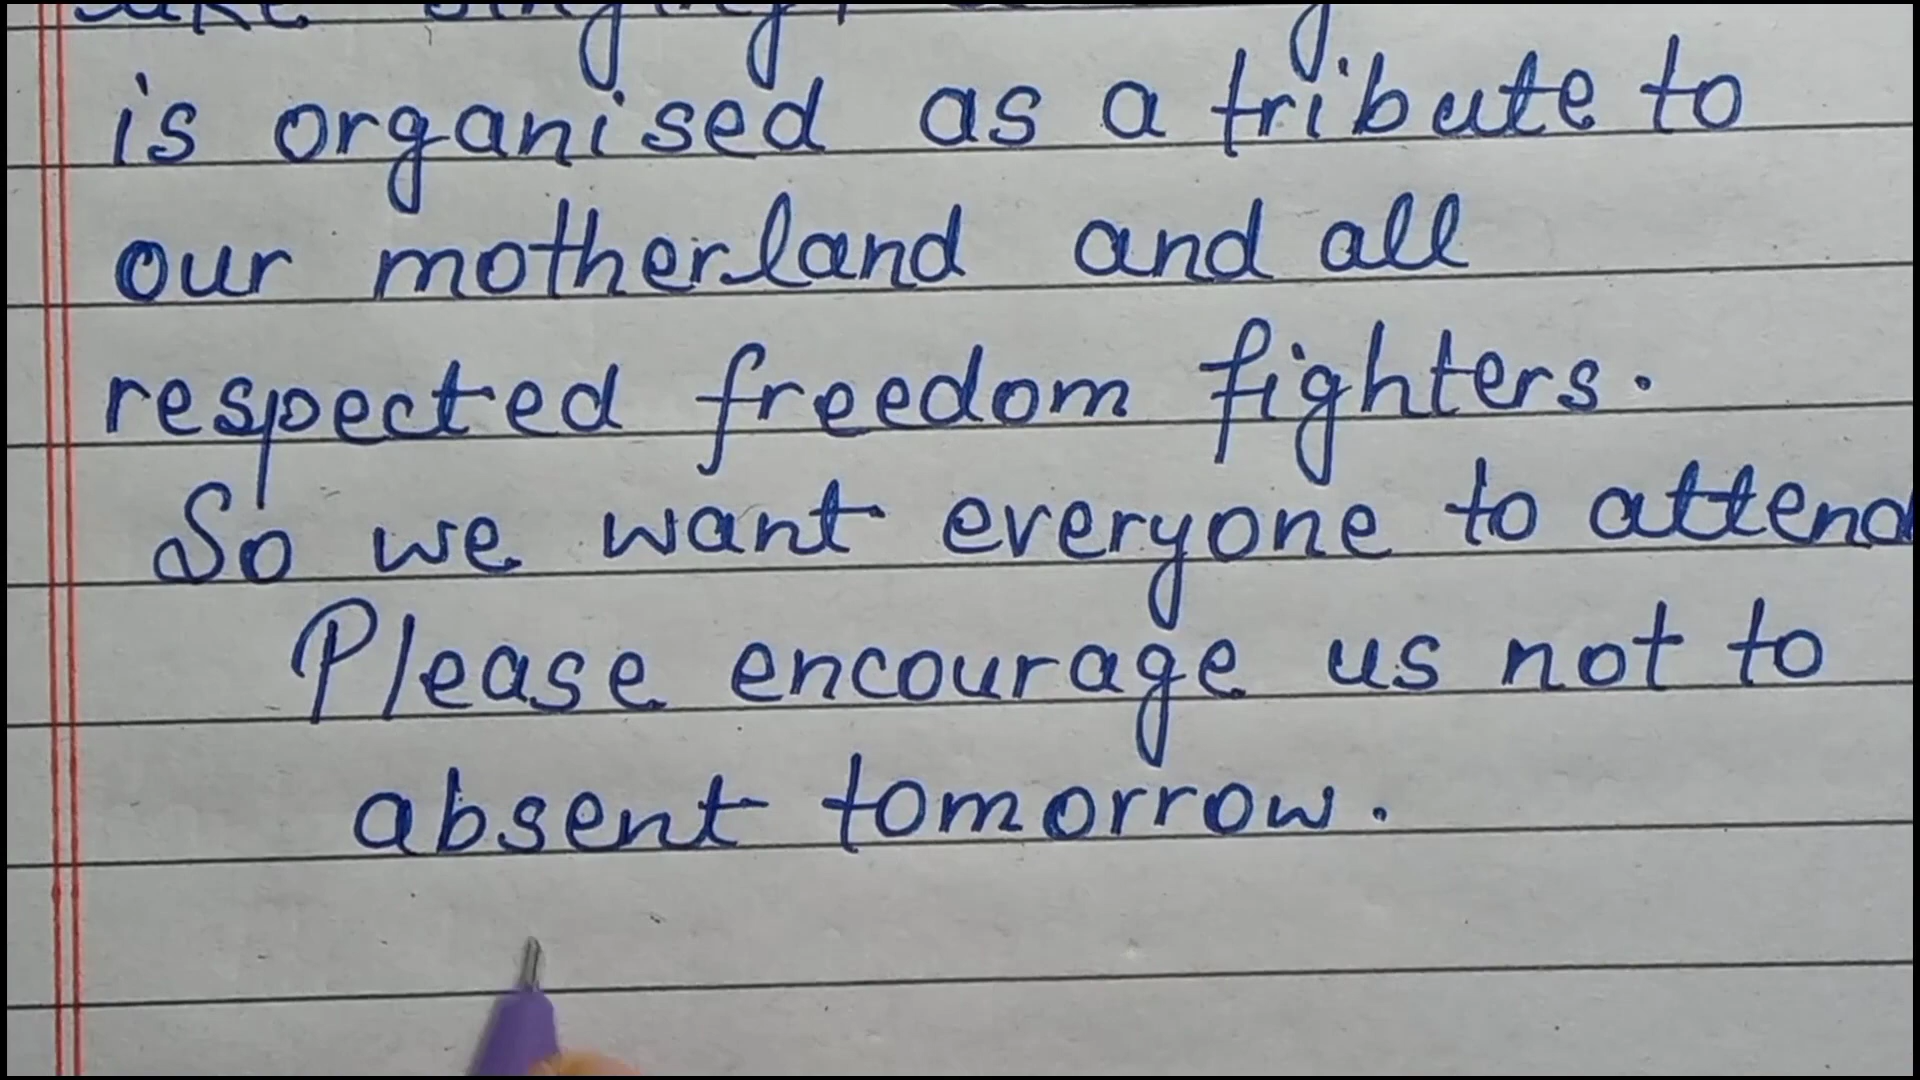 is organised as a tribute to
our motherland and all
respected freedom fighters.
So we want everyone to attend
Please encourage us not to
absent tomorrow.